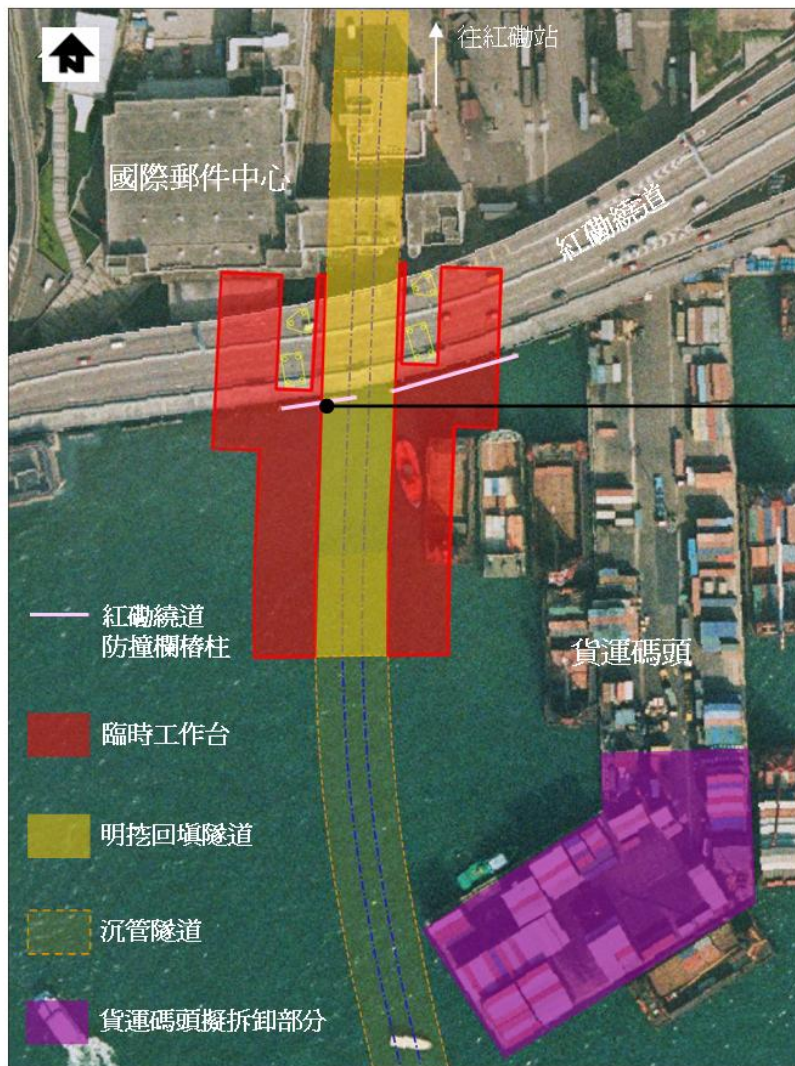 N
往紅磡站
國際郵件中心
紅磡繞道
貨運碼頭
紅磡繞道
防撞欄樁柱
臨時工作台
明挖回填隧道
沉管隧道
貨運碼頭擬拆卸部分